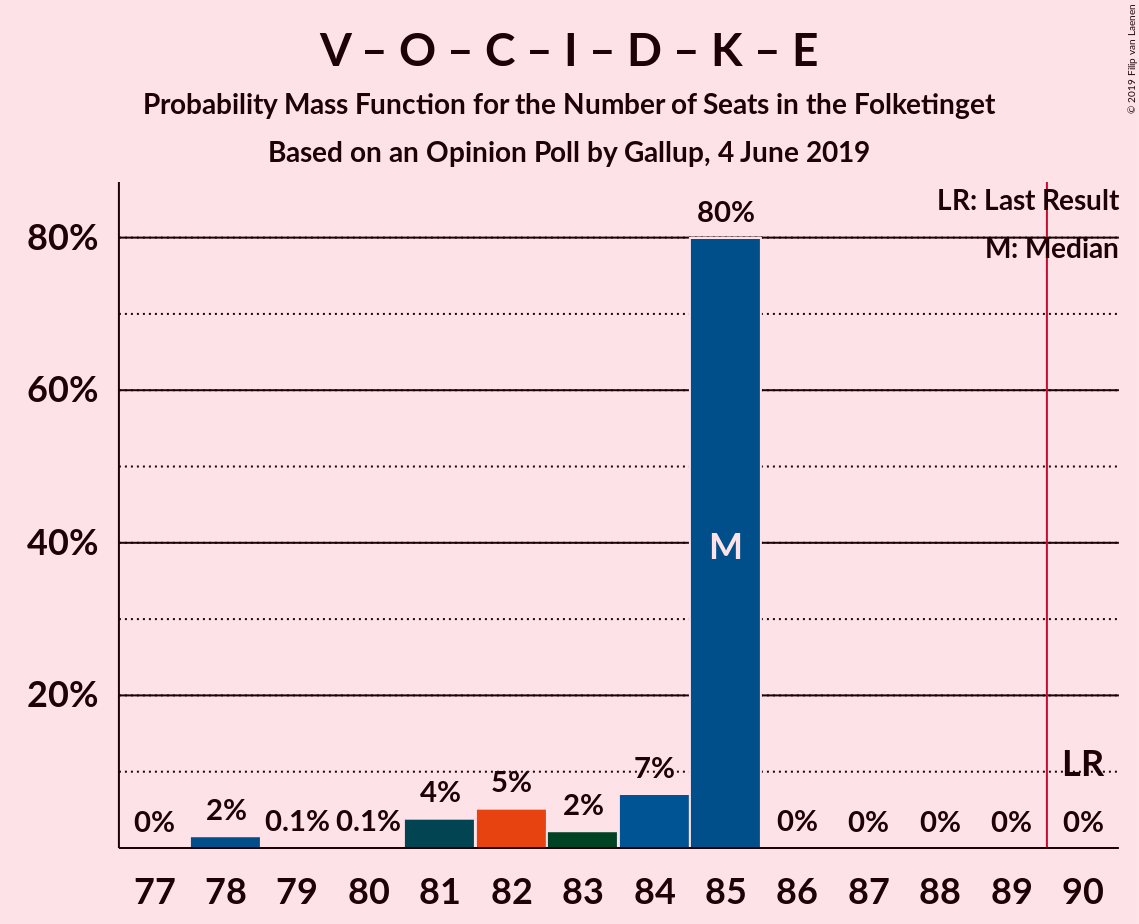 V – O – C – I – D – K – E
Probability Mass Function for the Number of Seats in the Folketinget
Based on an Opinion Poll by Gallup, 4 June 2019
© 2019 Filip van Laenen
LR: Last Result
M: Median
80%
60%
40%
20%
0%
2%
0.1%
0.1%
4%
5%
2%
7%
80%
M
0%
0%
0%
0%
LR
0%
77 78 79 80 81 82 83 84 85 86 87 88 89 90